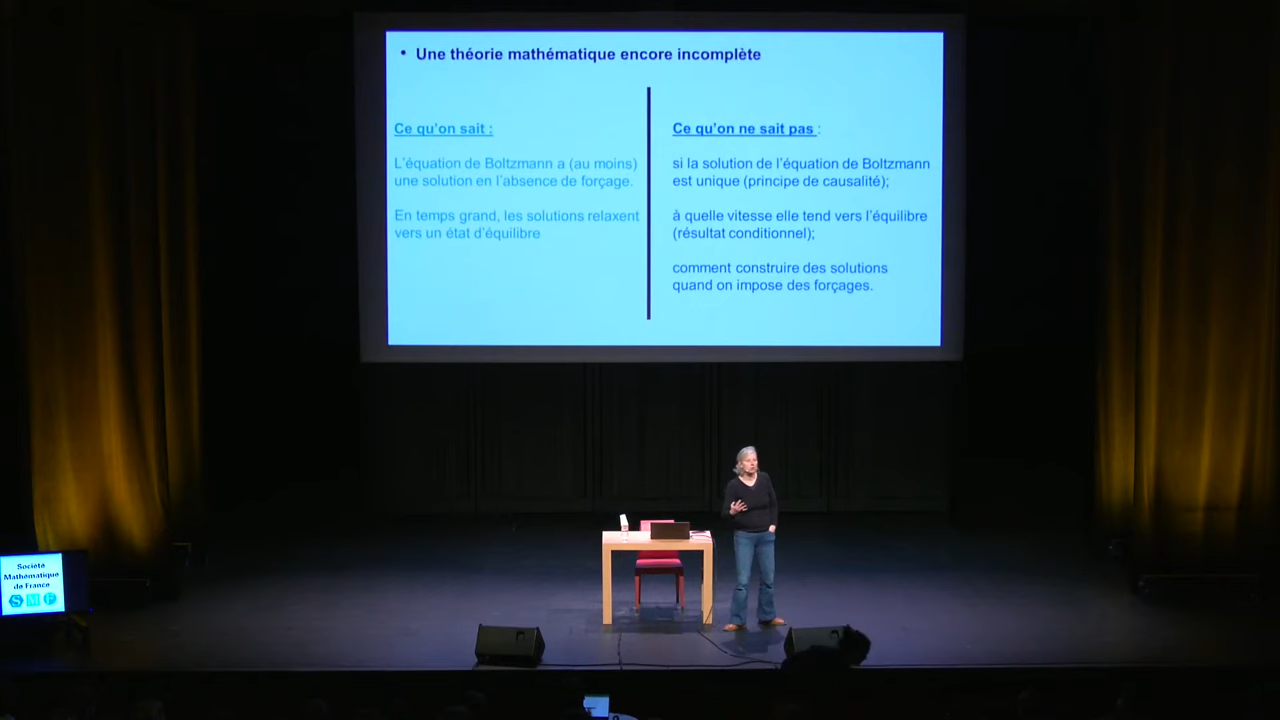 • Une théorie mathématique encore incomplète
Ce qu'on sait :
L'équation de Boltzmann a (au moins)
une solution en l'absence de forçage.
En temps grand, les solutions relaxent
vers un état d'équilibre
Ce qu'on ne sait pas :
si la solution de l'équation de Boltzmann
est unique (principe de causalité);
à quelle vitesse elle tend vers l'équilibre
(résultat conditionnel);
comment construire des solutions
quand on impose des forçages.
Société
Mathématique
de France
S M F